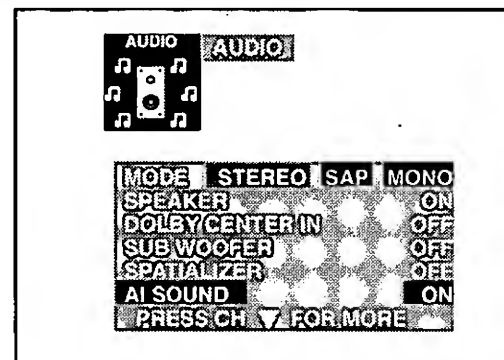 AUDIO AUDIO
MODE STEREO SAP MONO
SPEAKER ON
DOLBY CENTER IN OFF
SUB WOOFER OFF
SPATIALIZER OFF
AI SOUND ON
PRESS CH ▼ FOR MORE